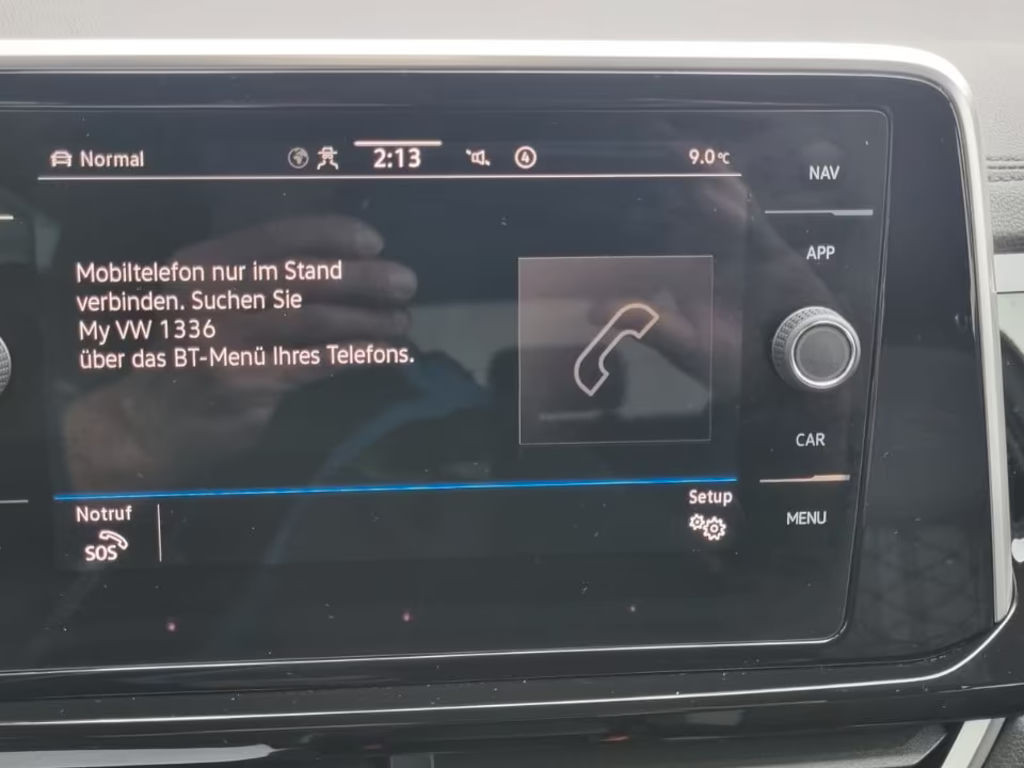 Normal
2:13
4
9.0°C
NAV
APP
Mobiltelefon nur im Stand
verbinden. Suchen Sie
My VW 1336
über das BT-Menü Ihres Telefons.
CAR
MENU
Notruf
SOS
Setup